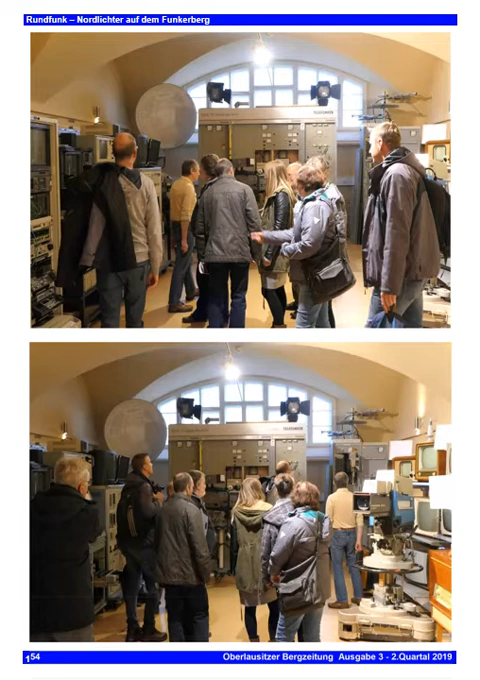 Rundfunk – Nordlichter auf dem Funkerberg
154
Oberlausitzer Bergzeitung Ausgabe 3 - 2.Quartal 2019